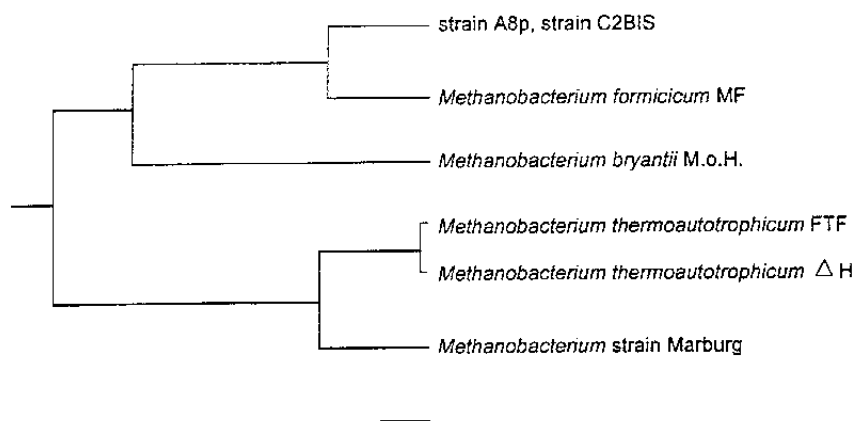 strain A8p, strain C2BIS
Methanobacterium formicicum MF
Methanobacterium bryantii M.o.H.
Methanobacterium thermoautotrophicum FTF
Methanobacterium thermoautotrophicum △ H
Methanobacterium strain Marburg